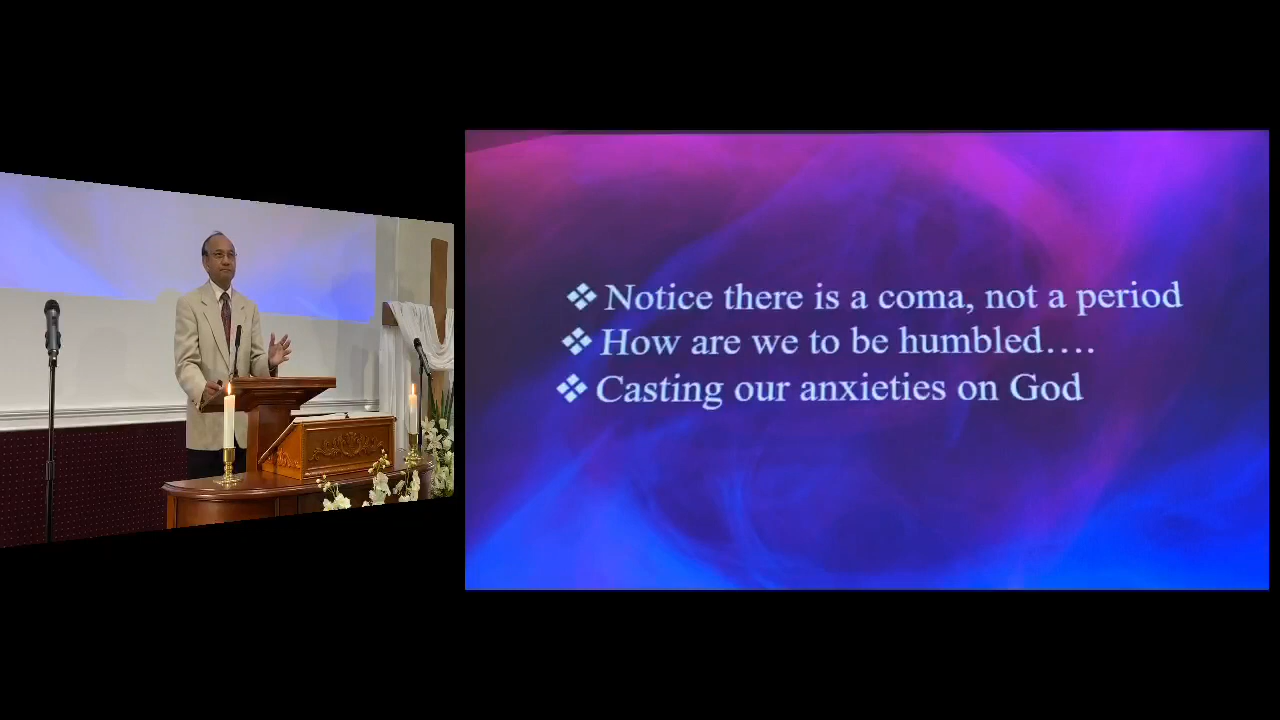 ❖ Notice there is a coma, not a period
❖ How are we to be humbled….
❖ Casting our anxieties on God